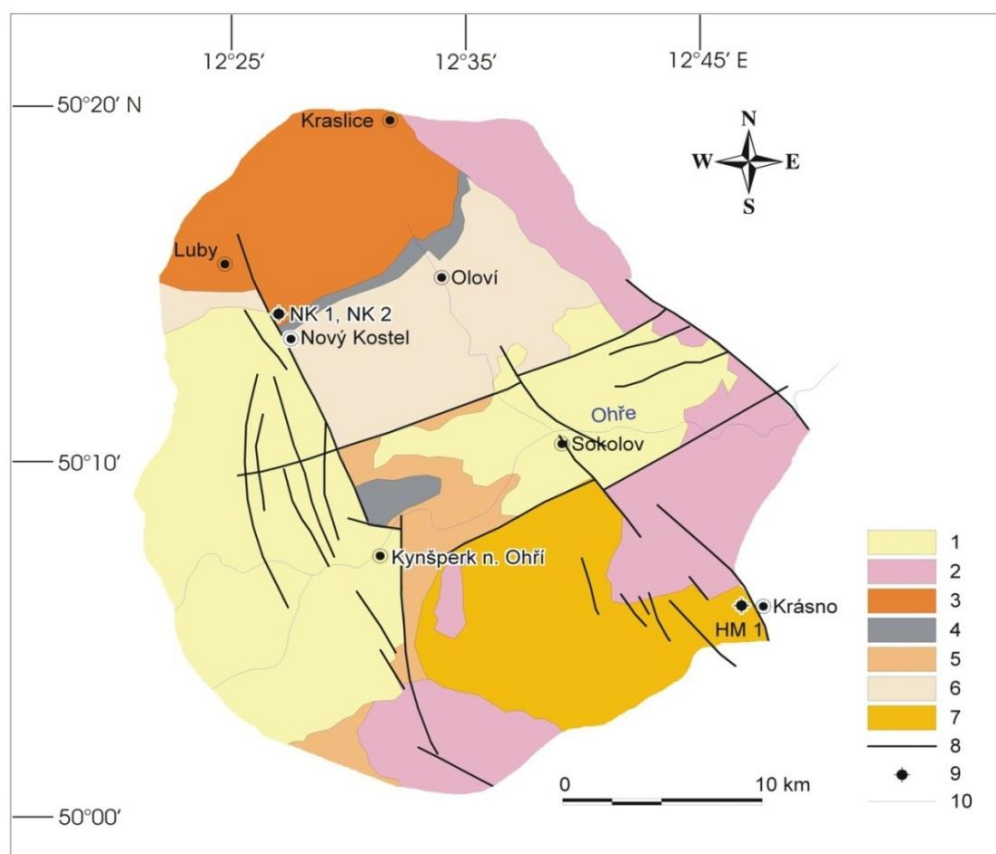 12°25′
12°35′
12°45′ E
50°20′ N
Kraslice
N
W
E
S
Luby
Oloví
NK 1, NK 2
Nový Kostel
Ohře
50°10′
Sokolov
Kynšperk n. Ohří
Krásno
HM 1
1
2
3
4
5
6
7
8
9
10
0
10 km
50°00′